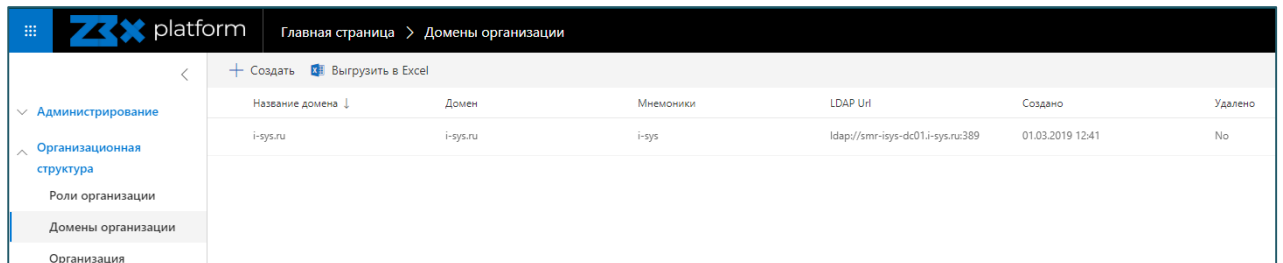 Z3X platform Главная страница > Домены организации
+ Создать Выгрузить в Excel
Название домена ↓ Домен Мнемоники LDAP Url Создано Удалено
i-sys.ru i-sys.ru i-sys ldap://smr-isys-dc01.i-sys.ru:389 01.03.2019 12:41 No
Администрирование
Организационная
структура
Роли организации
Домены организации
Организация